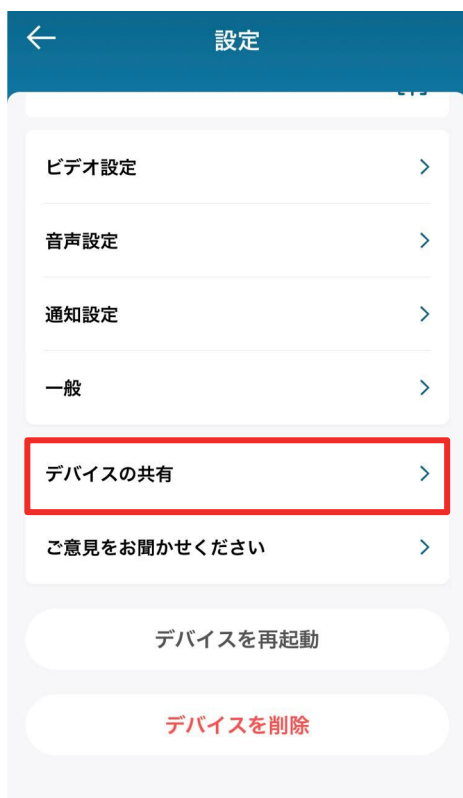 設定
ビデオ設定
音声設定
通知設定
一般
デバイスの共有
ご意見をお聞かせください
デバイスを再起動
デバイスを削除